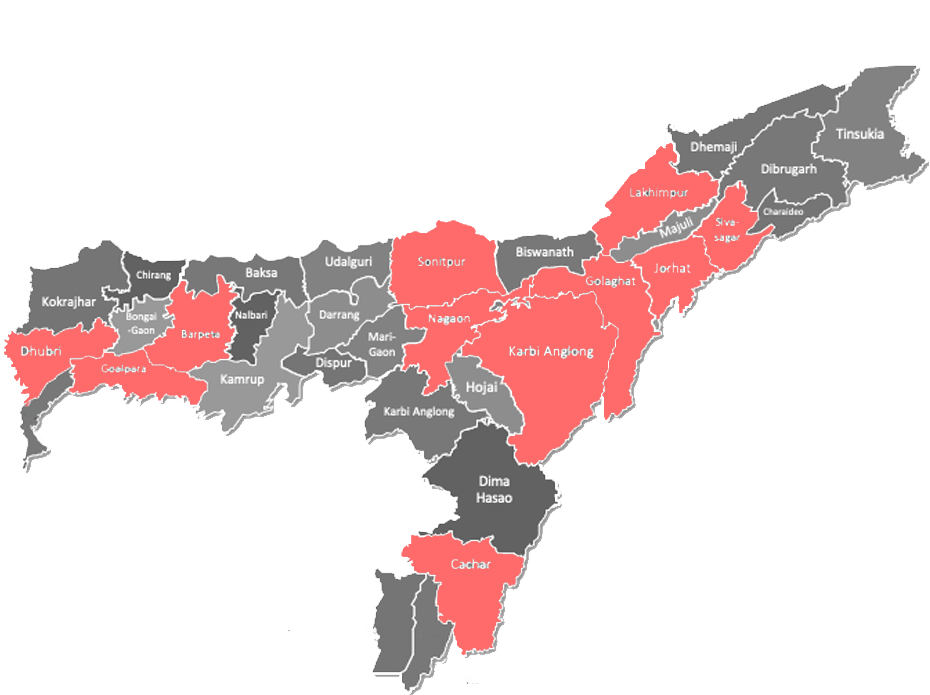 Tinsukia
Dhemaji
Dibrugarh
Lakhimpur
Charaideo
Majuli
Siva-
sagar
Biswanath
Sonitpur
Udalguri
Baksa
Chirang
Kokrajhar
Jorhat
Golaghat
Nagaon
Darrang
Nalbari
Bongai
-Gaon
Barpeta
Dhubri
Mari-
Gaon
Karbi Anglong
Dispur
Goalpara
Kamrup
Hojai
Karbi Anglong
Dima
Hasao
Cachar